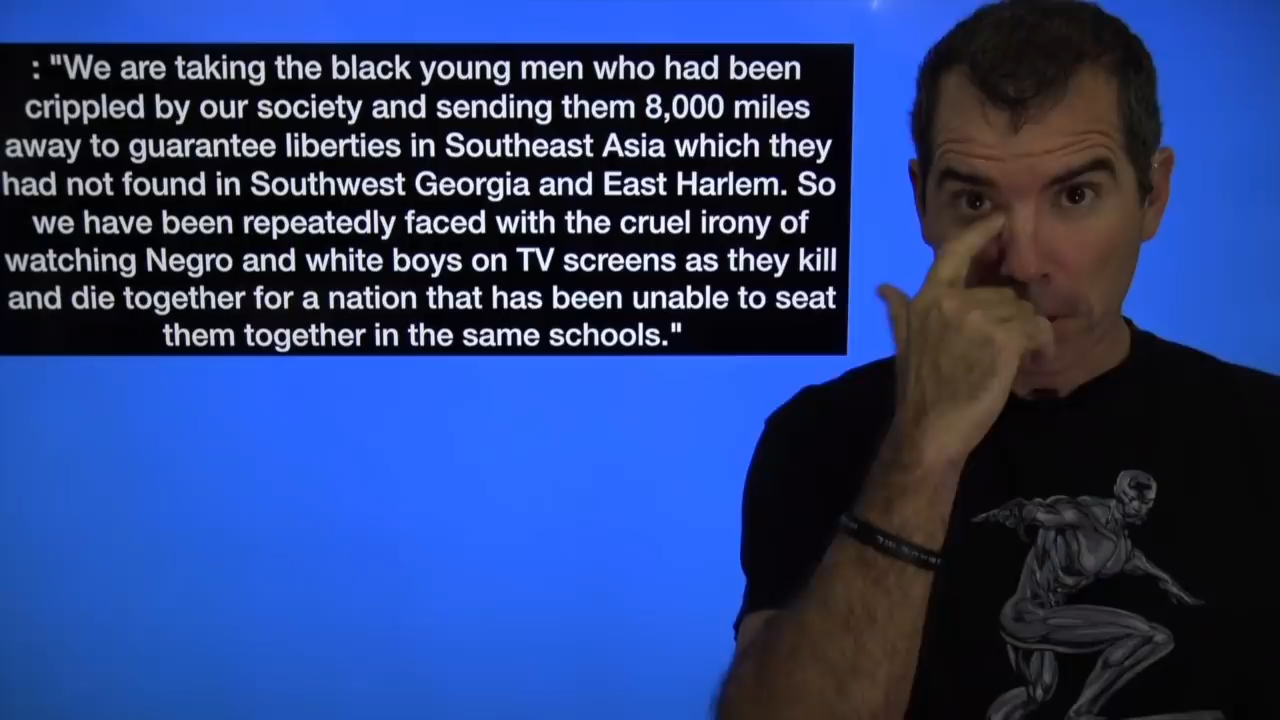 : "We are taking the black young men who had been
crippled by our society and sending them 8,000 miles
away to guarantee liberties in Southeast Asia which they
had not found in Southwest Georgia and East Harlem. So
we have been repeatedly faced with the cruel irony of
watching Negro and white boys on TV screens as they kill
and die together for a nation that has been unable to seat
them together in the same schools."